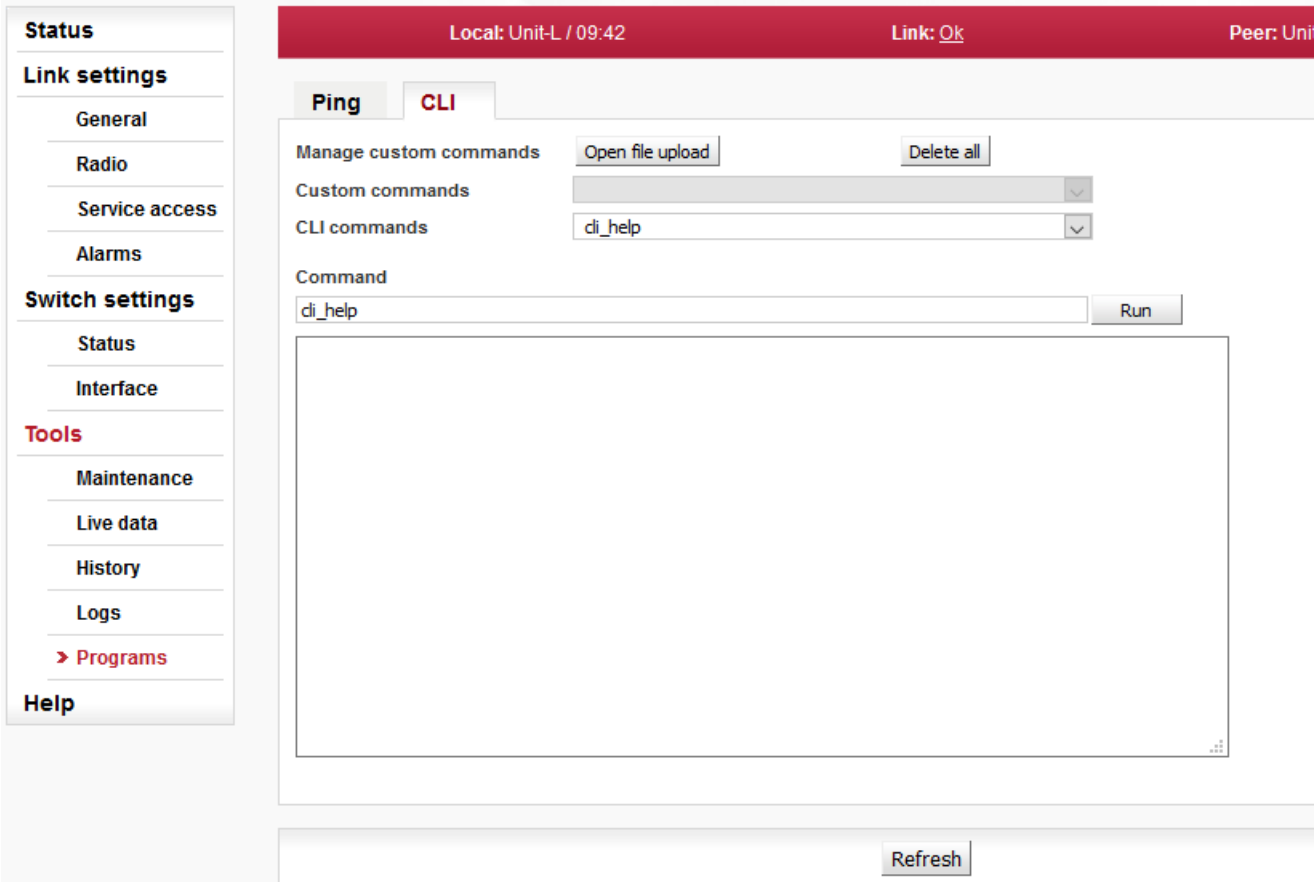 Status
Link settings
General
Radio
Service access
Alarms
Switch settings
Status
Interface
Tools
Maintenance
Live data
History
Logs
Programs
Help
Local: Unit-L / 09:42 Link: Ok Peer: Unit
Ping CLI
Manage custom commands Open file upload Delete all
Custom commands
CLI commands cli_help
Command
cli_help Run
Refresh